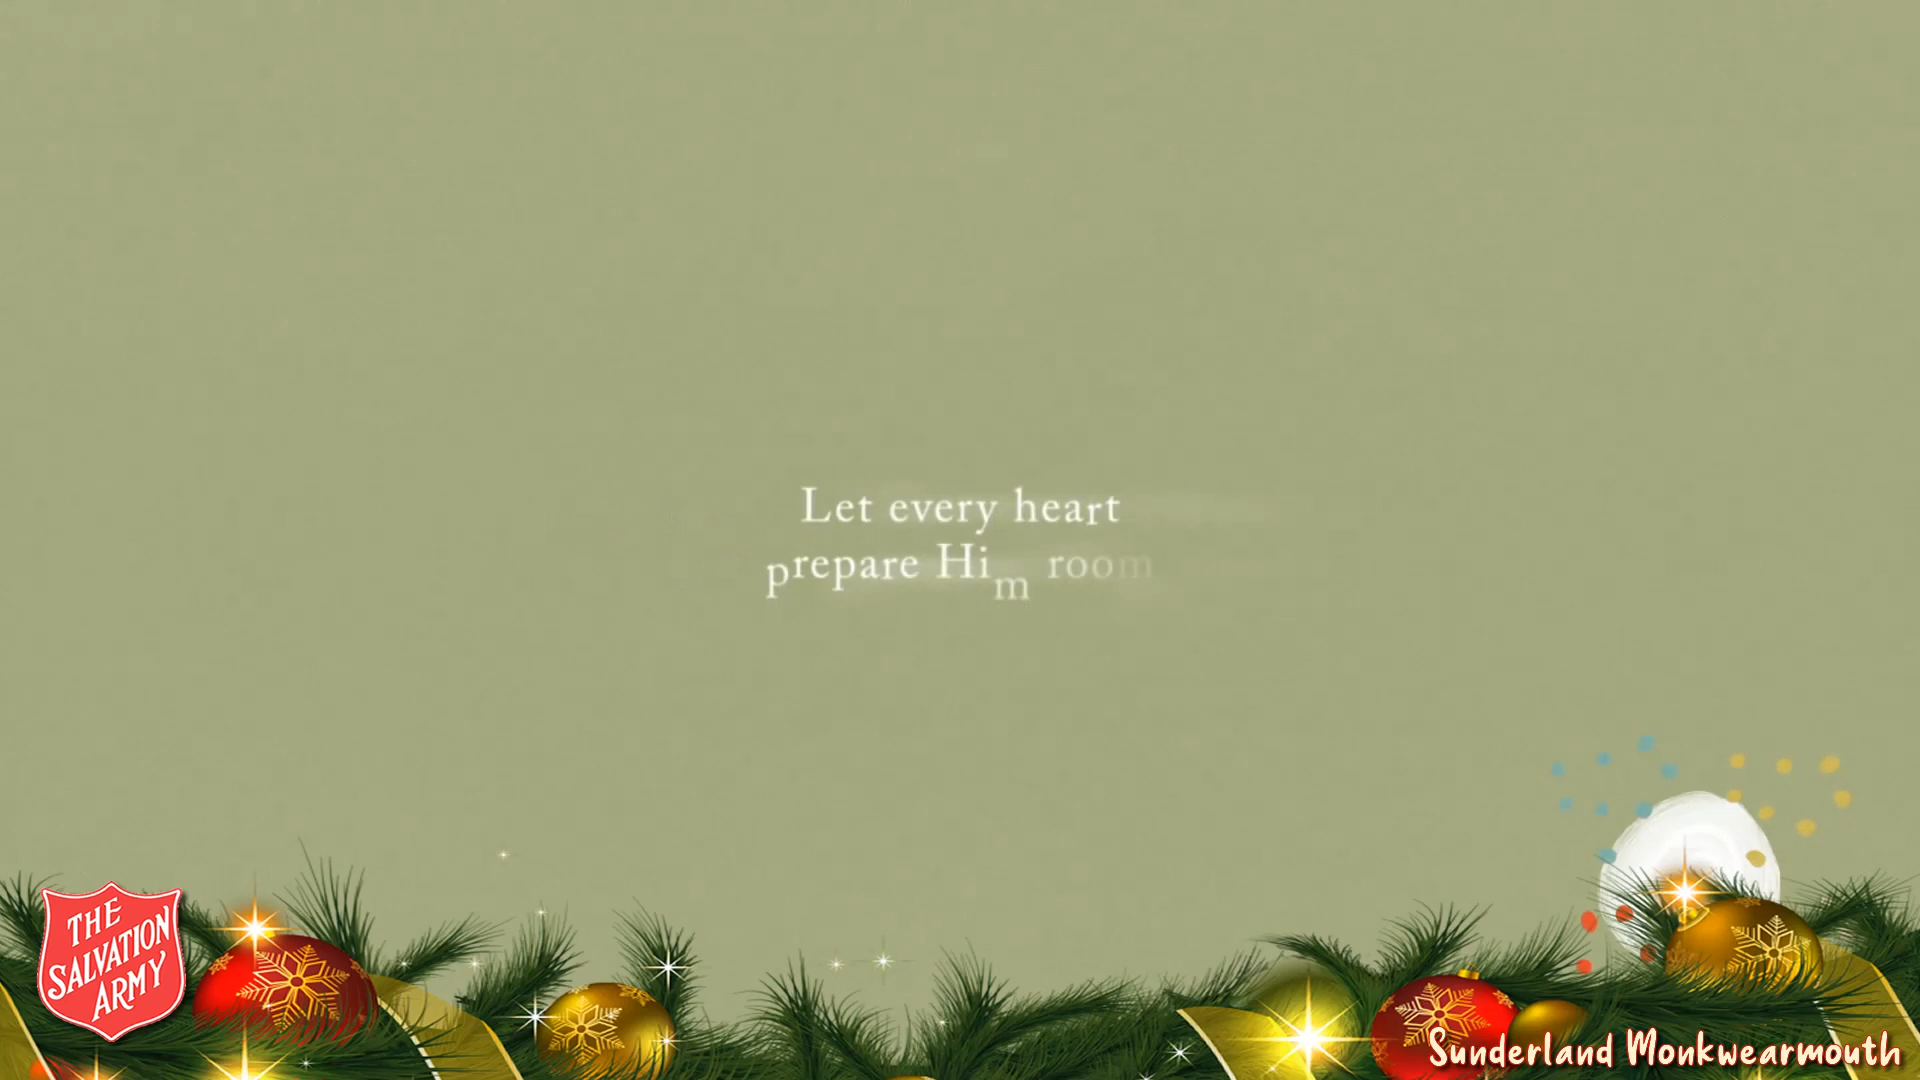 Let every heart
prepare Him room
THE
SALVATION
ARMY
Sunderland Monkwearmouth